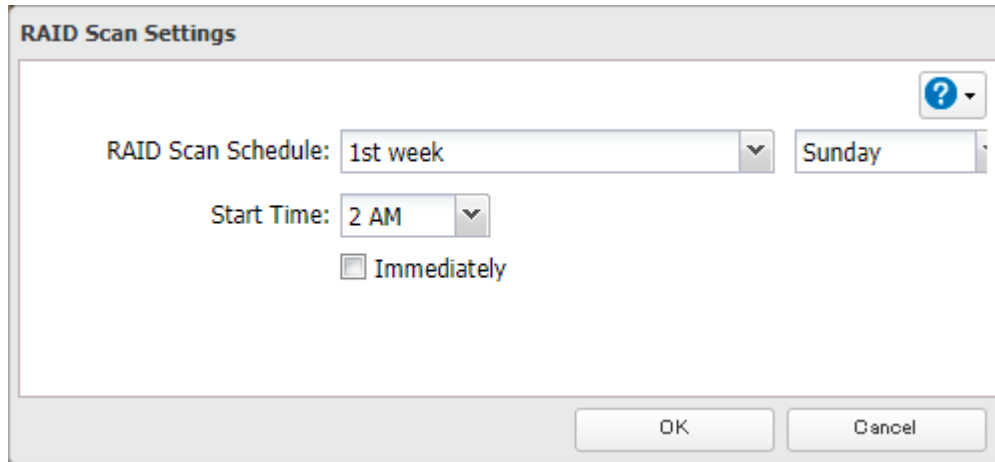 RAID Scan Settings
?
RAID Scan Schedule: 1st week Sunday
Start Time: 2 AM
Immediately
OK Cancel